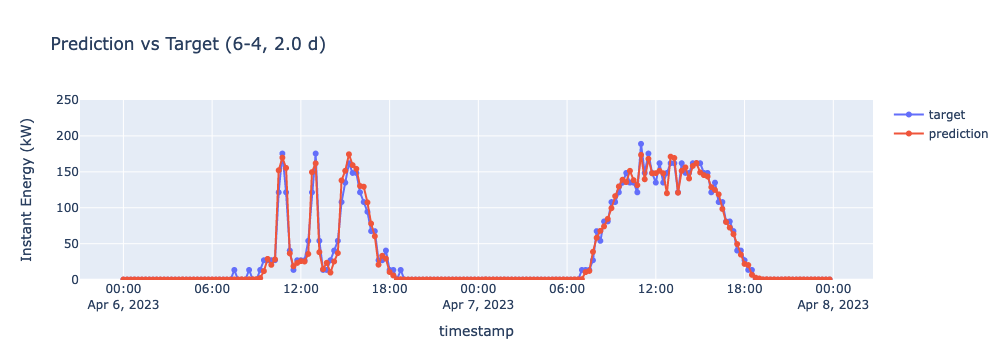 Prediction vs Target (6-4, 2.0 d)
250
200
150
100
50
0
Instant Energy (kW)
00:00 06:00 12:00 18:00 00:00 06:00 12:00 18:00 00:00
Apr 6, 2023 Apr 7, 2023 Apr 8, 2023
timestamp
target
prediction